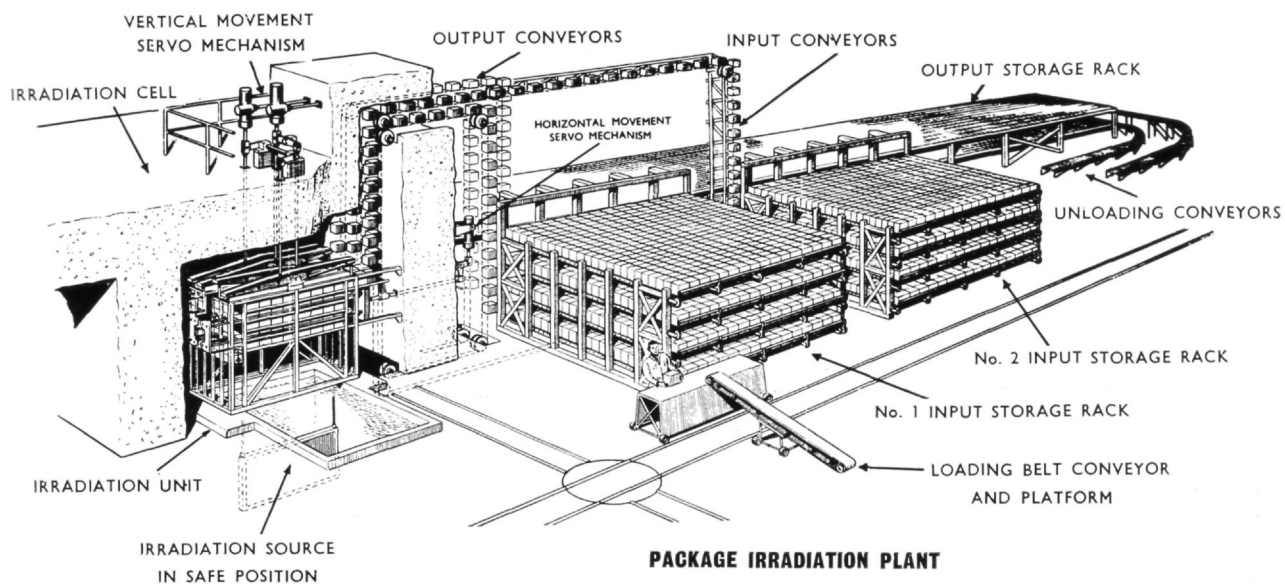 VERTICAL MOVEMENT
SERVO MECHANISM
OUTPUT CONVEYORS
INPUT CONVEYORS
OUTPUT STORAGE RACK
IRRADIATION CELL
HORIZONTAL MOVEMENT
SERVO MECHANISM
UNLOADING CONVEYORS
No. 2 INPUT STORAGE RACK
No. 1 INPUT STORAGE RACK
LOADING BELT CONVEYOR
AND PLATFORM
IRRADIATION UNIT
IRRADIATION SOURCE
IN SAFE POSITION
PACKAGE IRRADIATION PLANT